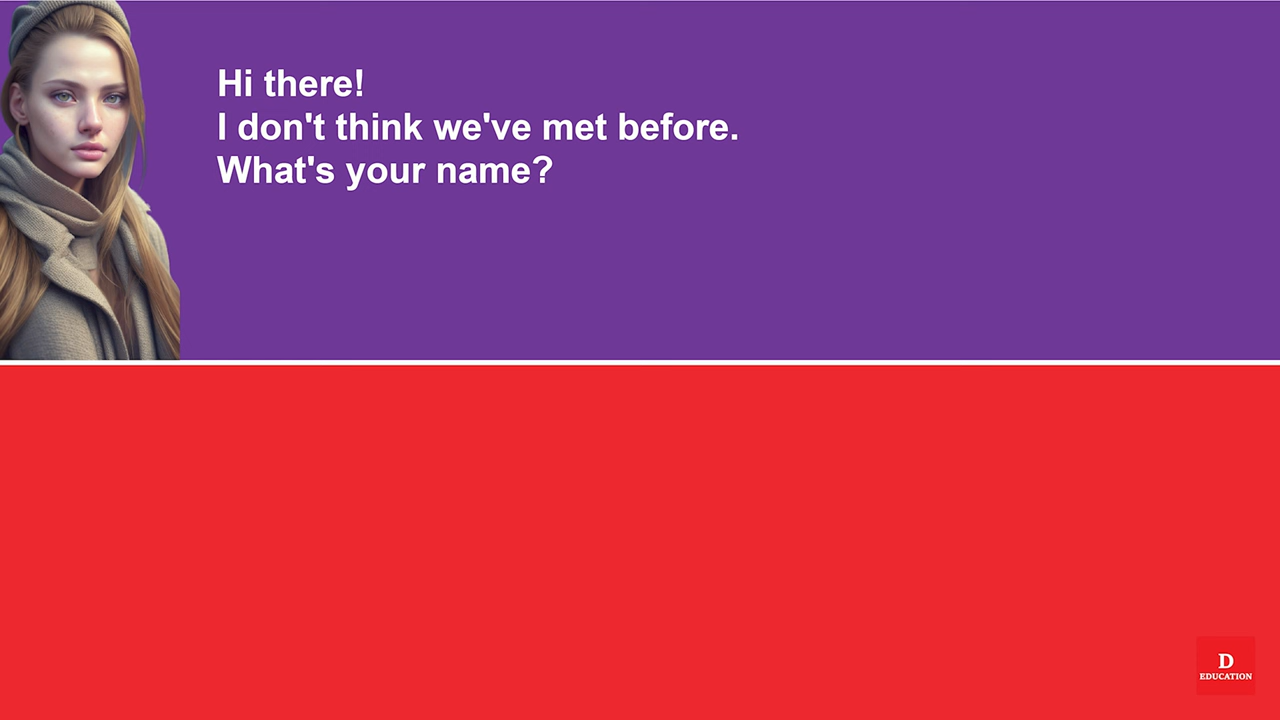 Hi there!
I don't think we've met before.
What's your name?
D
EDUCATION